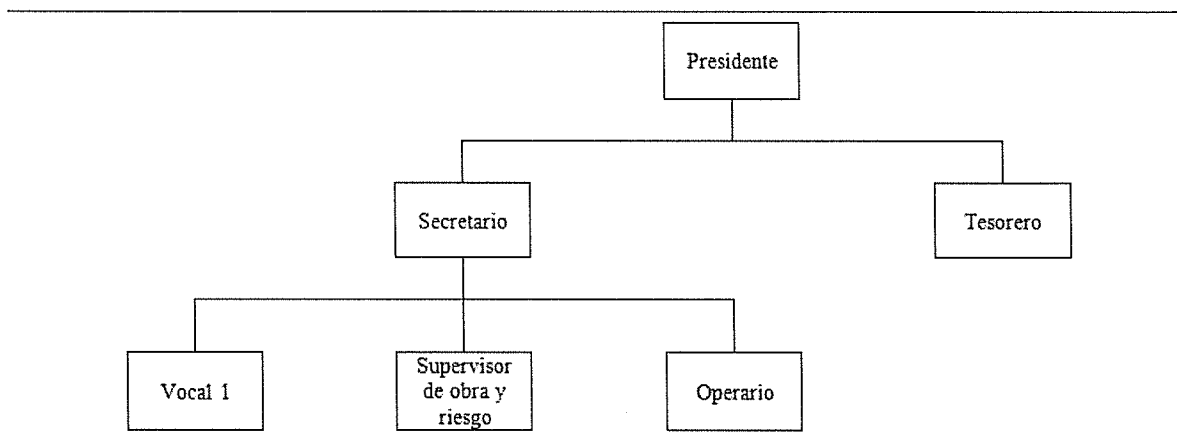 Presidente
Secretario
Tesorero
Vocal 1
Supervisor
de obra y
riesgo
Operario